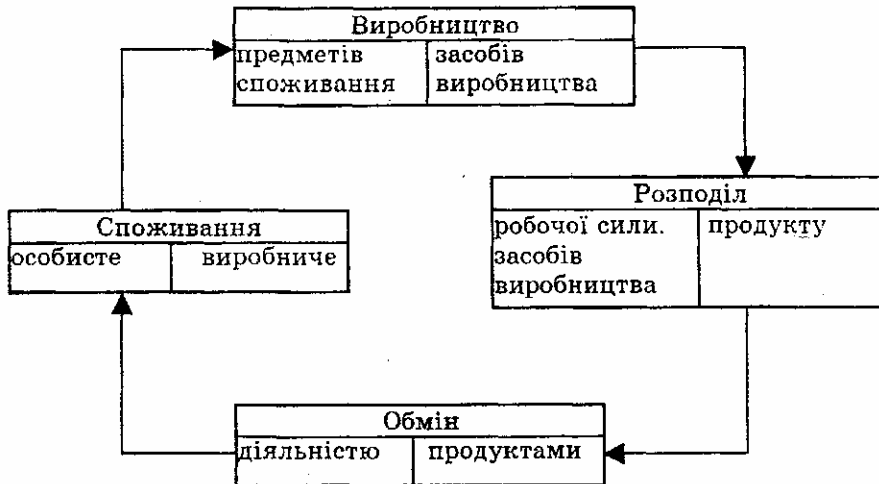 Виробництво
предметів споживання
засобів виробництва
Розподіл
робочої сили. засобів виробництва
продукту
Споживання
особисте
виробниче
Обмін
діяльністю
продуктами